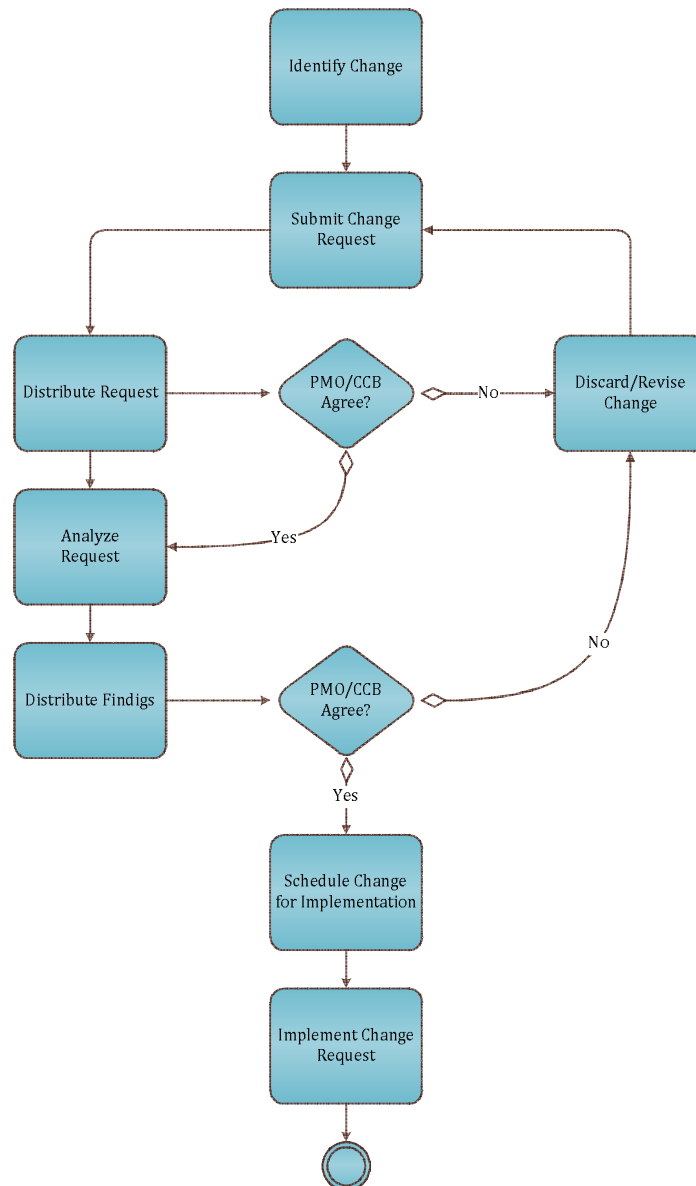 Identify Change
Submit Change
Request
Distribute Request
PMO/CCB
Agree?
No
Discard/Revise
Change
Analyze
Request
Yes
Distribute Findigs
PMO/CCB
Agree?
No
Yes
Schedule Change
for Implementation
Implement Change
Request